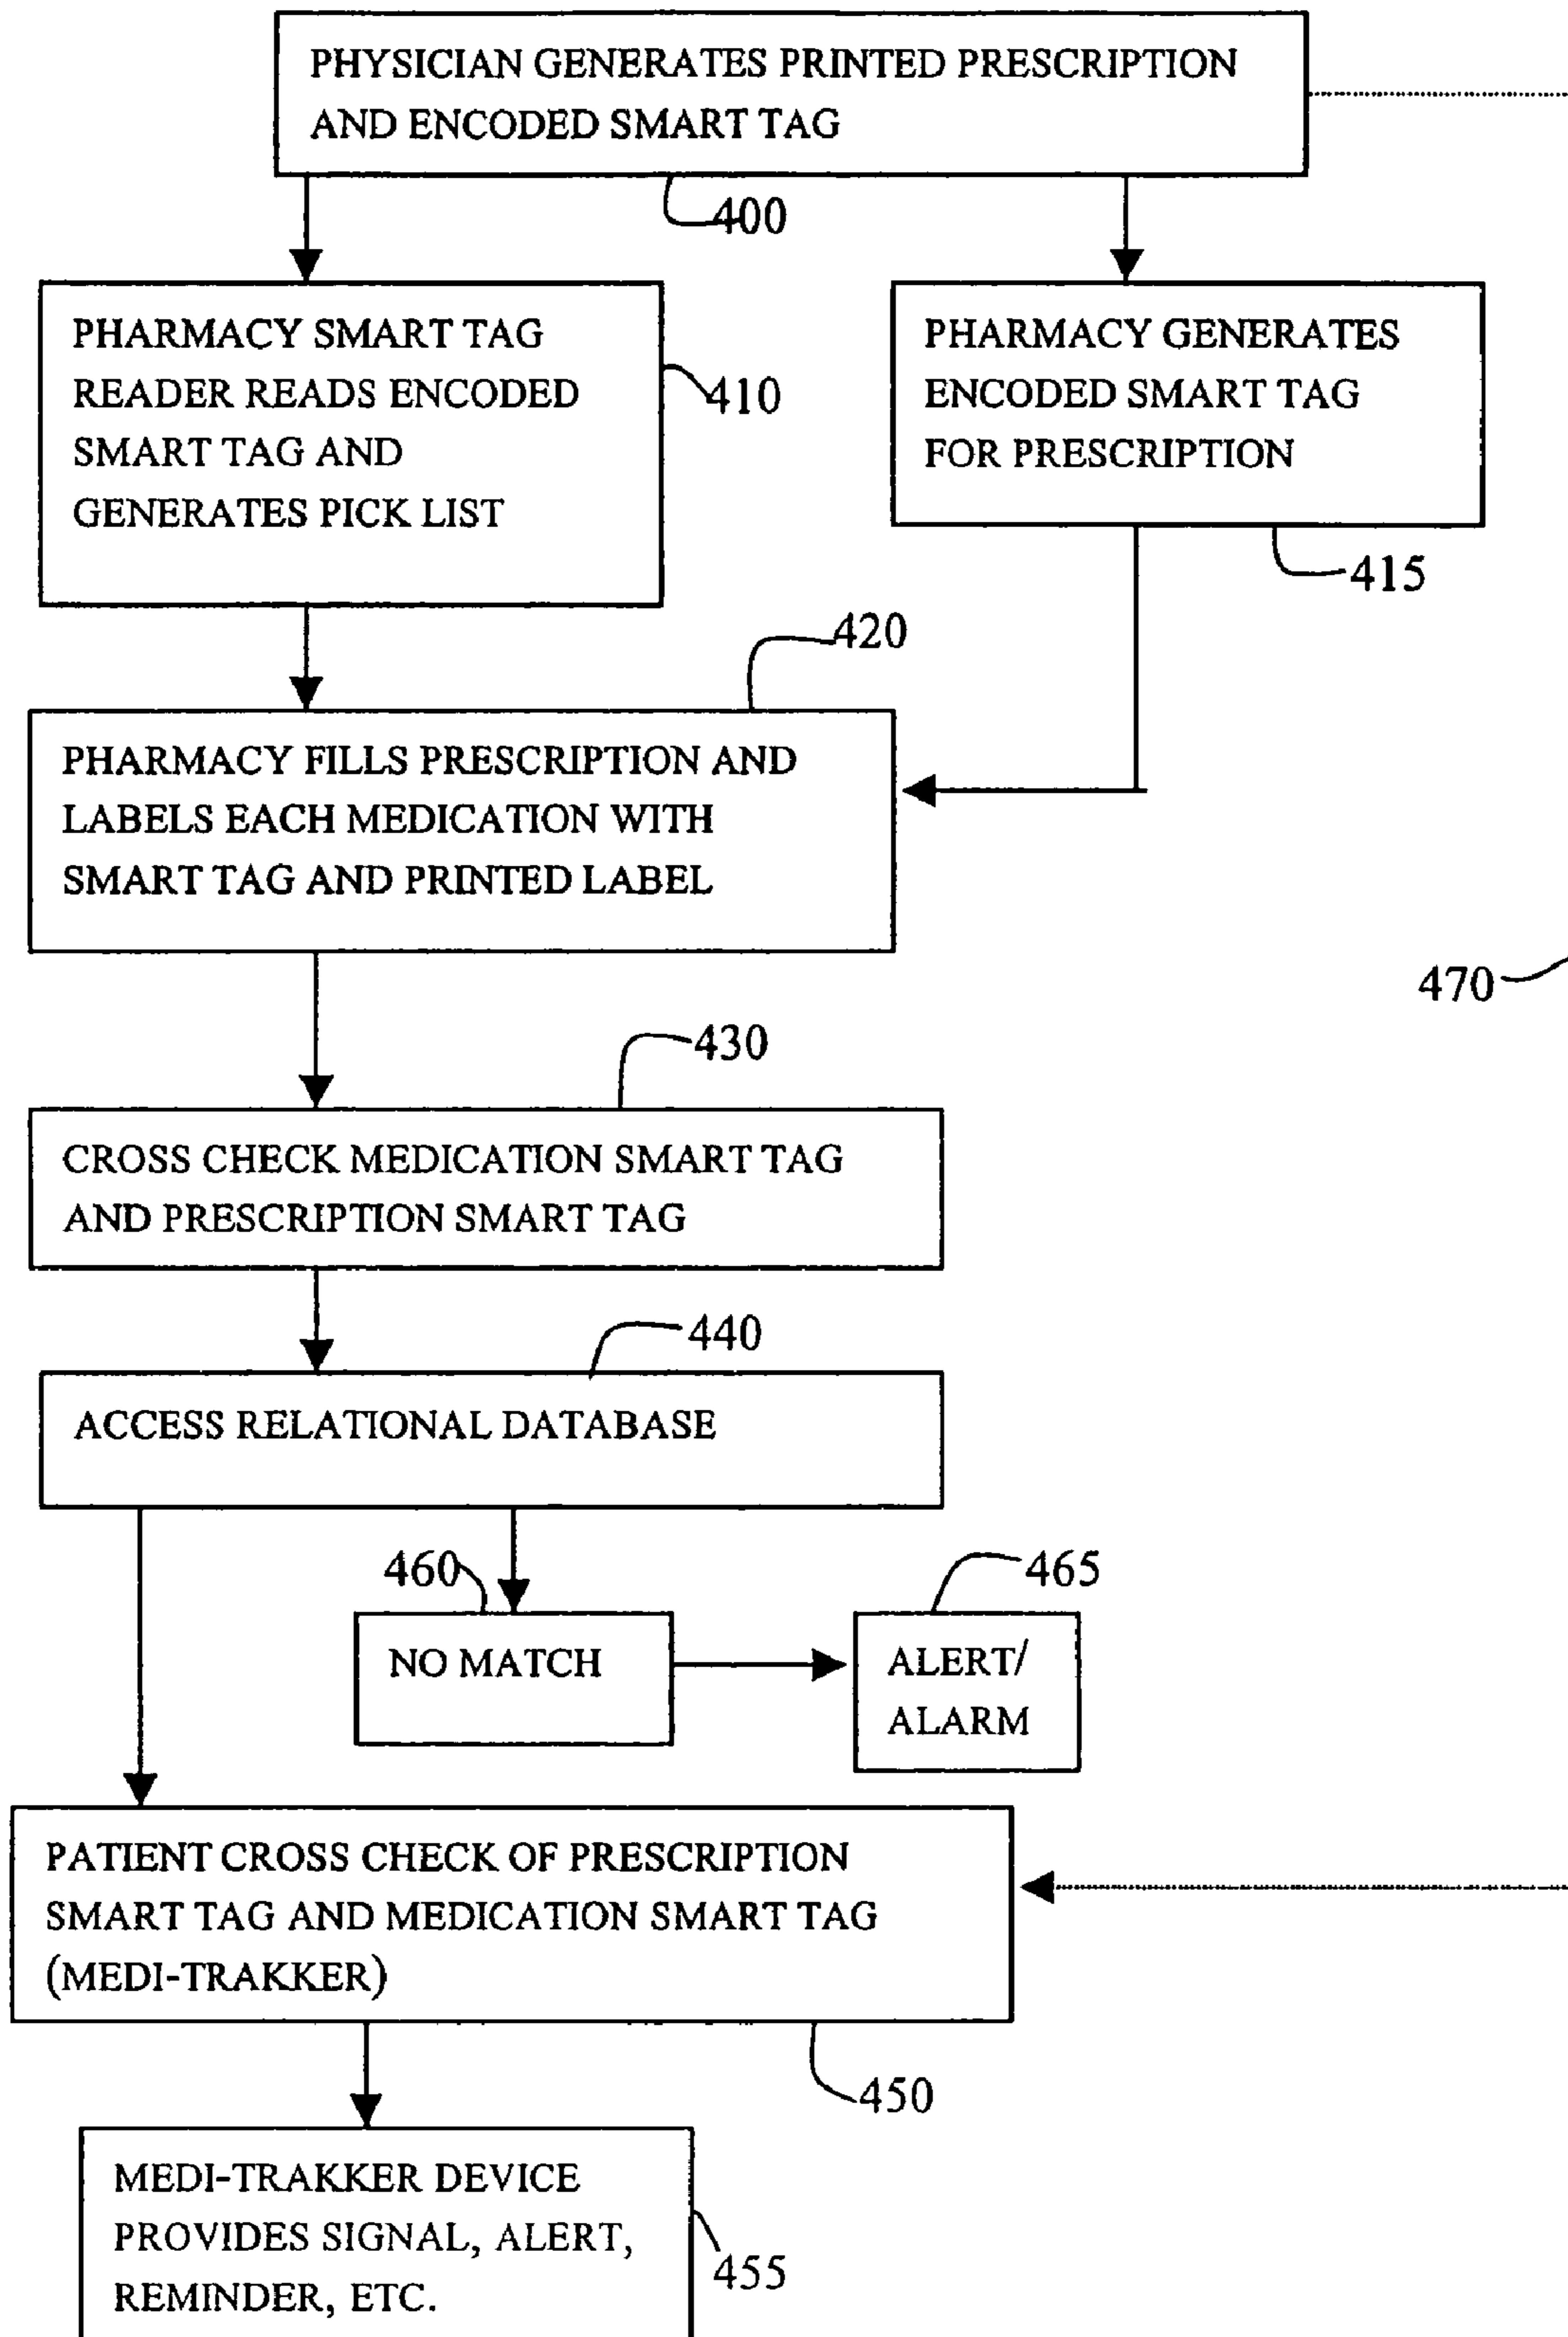 PHYSICIAN GENERATES PRINTED PRESCRIPTION
AND ENCODED SMART TAG
400
PHARMACY SMART TAG
READER READS ENCODED
SMART TAG AND
GENERATES PICK LIST
410
PHARMACY GENERATES
ENCODED SMART TAG
FOR PRESCRIPTION
415
420
PHARMACY FILLS PRESCRIPTION AND
LABELS EACH MEDICATION WITH
SMART TAG AND PRINTED LABEL
470
430
CROSS CHECK MEDICATION SMART TAG
AND PRESCRIPTION SMART TAG
440
ACCESS RELATIONAL DATABASE
460
NO MATCH
465
ALERT/
ALARM
PATIENT CROSS CHECK OF PRESCRIPTION
SMART TAG AND MEDICATION SMART TAG
(MEDI-TRAKKER)
450
MEDI-TRAKKER DEVICE
PROVIDES SIGNAL, ALERT,
REMINDER, ETC.
455